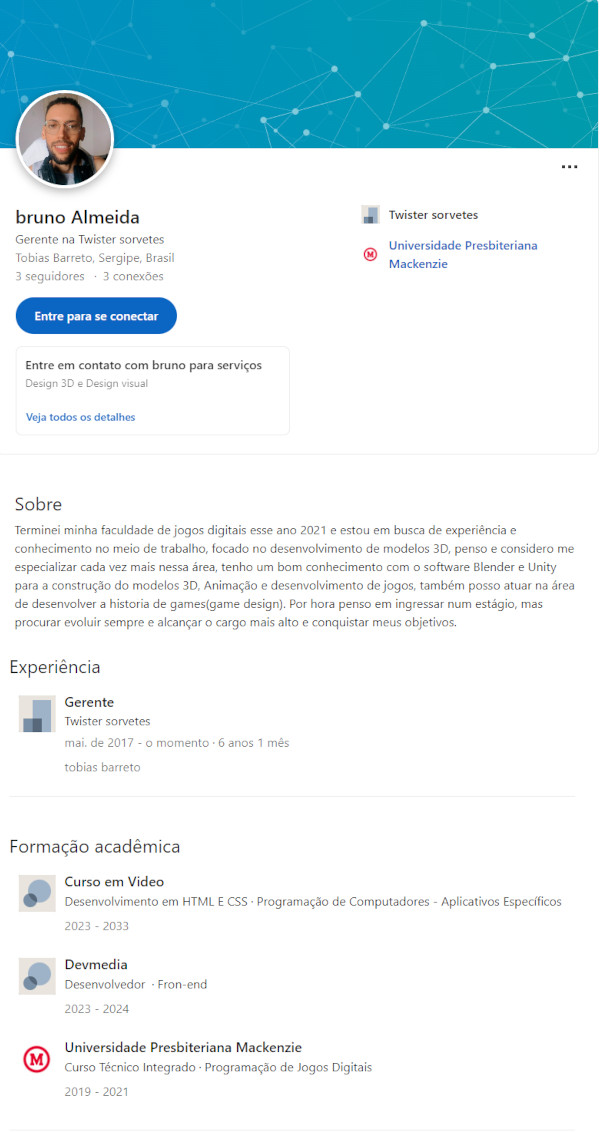 bruno Almeida
Gerente na Twister sorvetes
Tobias Barreto, Sergipe, Brasil
3 seguidores · 3 conexões
Entre para se conectar
Twister sorvetes
Universidade Presbiteriana
Mackenzie
Entre em contato com bruno para serviços
Design 3D e Design visual
Veja todos os detalhes
Sobre
Terminei minha faculdade de jogos digitais esse ano 2021 e estou em busca de experiência e
conhecimento no meio de trabalho, focado no desenvolvimento de modelos 3D, penso e considero me
especializar cada vez mais nessa área, tenho um bom conhecimento com o software Blender e Unity
para a construção do modelos 3D, Animação e desenvolvimento de jogos, também posso atuar na área
de desenvolver a historia de games(game design). Por hora penso em ingressar num estágio, mas
procurar evoluir sempre e alcançar o cargo mais alto e conquistar meus objetivos.
Experiência
Gerente
Twister sorvetes
mai. de 2017 - o momento · 6 anos 1 mês
tobias barreto
Formação acadêmica
Curso em Video
Desenvolvimento em HTML E CSS · Programação de Computadores - Aplicativos Específicos
2023 - 2033
Devmedia
Desenvolvedor · Fron-end
2023 - 2024
M
Universidade Presbiteriana Mackenzie
Curso Técnico Integrado · Programação de Jogos Digitais
2019 - 2021